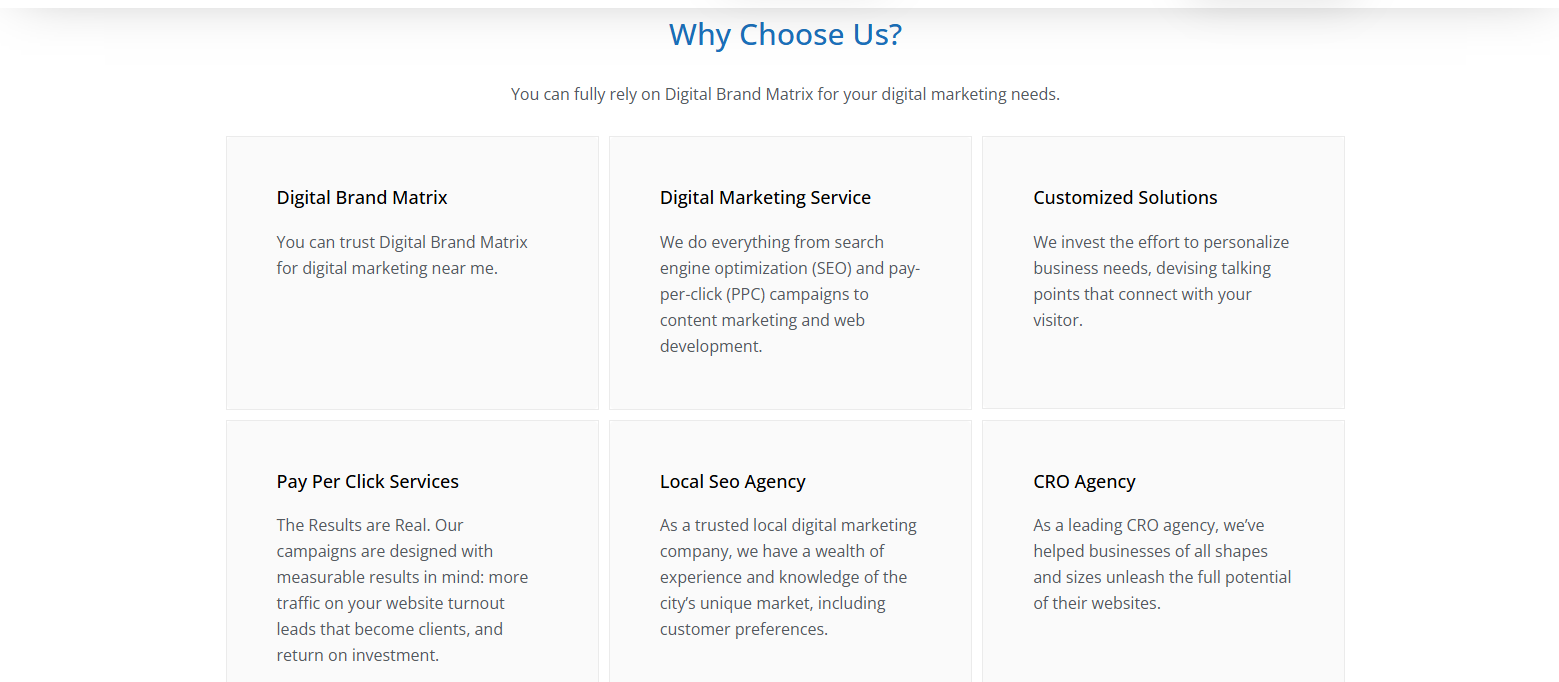 Why Choose Us?
You can fully rely on Digital Brand Matrix for your digital marketing needs.
Digital Brand Matrix
You can trust Digital Brand Matrix
for digital marketing near me.
Digital Marketing Service
We do everything from search
engine optimization (SEO) and pay-
per-click (PPC) campaigns to
content marketing and web
development.
Customized Solutions
We invest the effort to personalize
business needs, devising talking
points that connect with your
visitor.
Pay Per Click Services
The Results are Real. Our
campaigns are designed with
measurable results in mind: more
traffic on your website turnout
leads that become clients, and
return on investment.
Local Seo Agency
As a trusted local digital marketing
company, we have a wealth of
experience and knowledge of the
city’s unique market, including
customer preferences.
CRO Agency
As a leading CRO agency, we’ve
helped businesses of all shapes
and sizes unleash the full potential
of their websites.